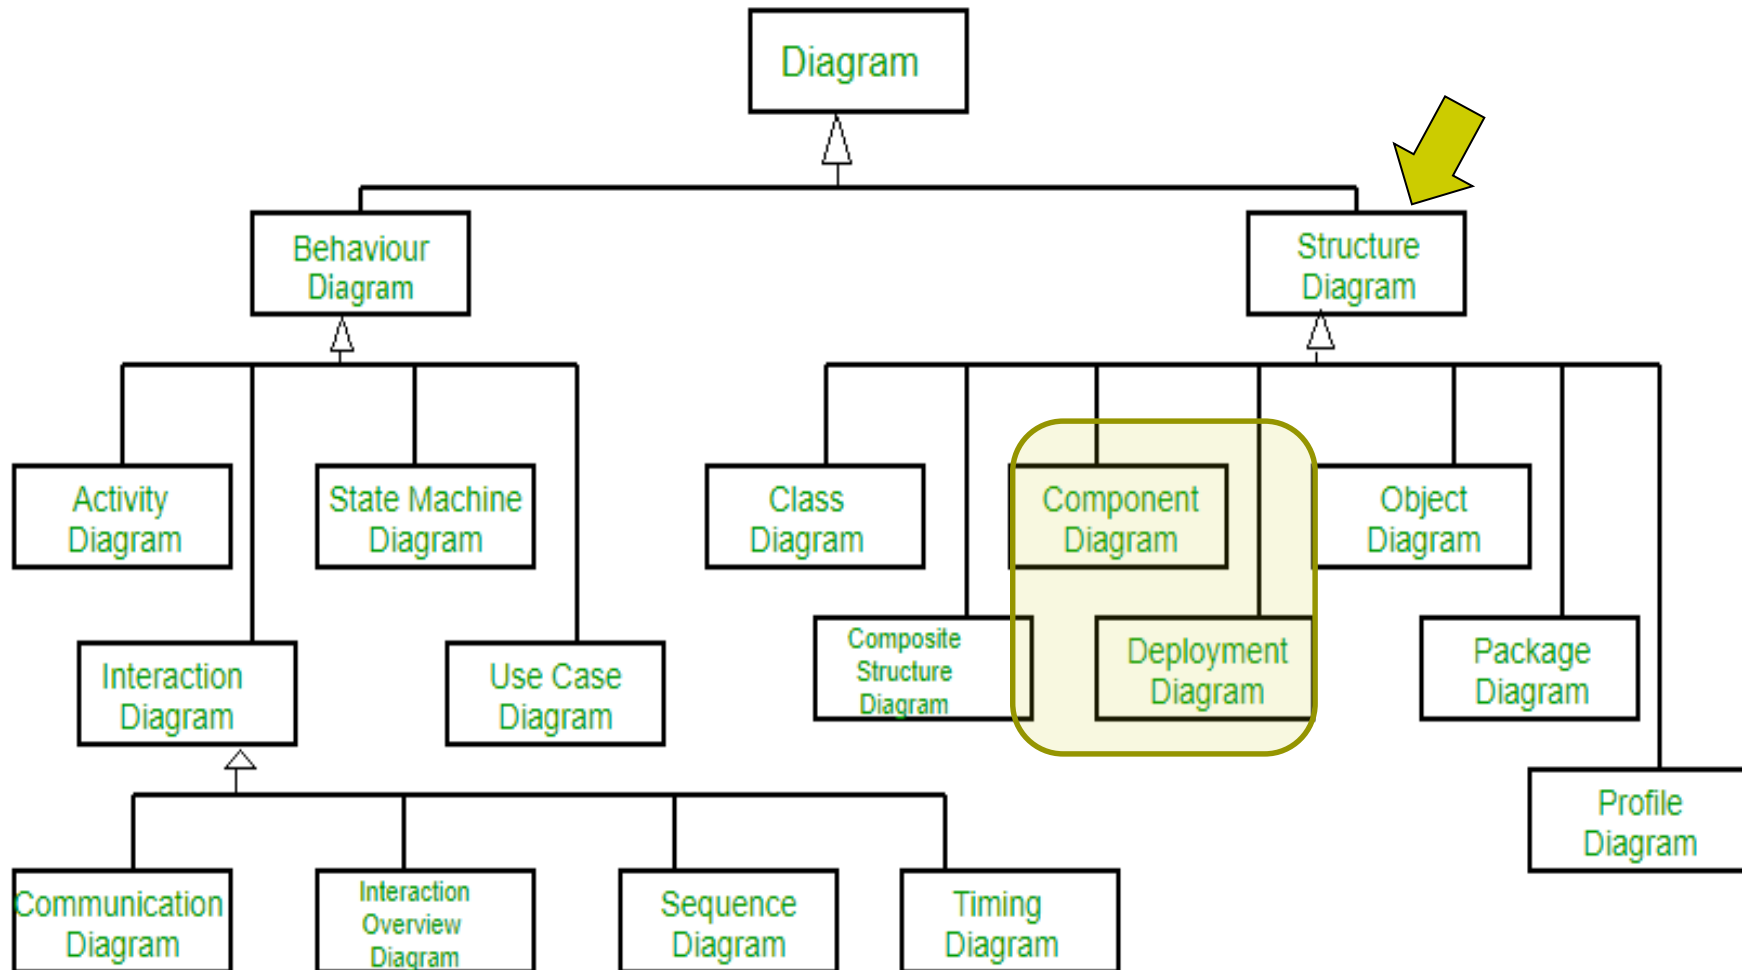 Diagram
Behaviour
Diagram
Structure
Diagram
Activity
Diagram
State Machine
Diagram
Class
Diagram
Component
Diagram
Object
Diagram
Interaction
Diagram
Use Case
Diagram
Composite
Structure
Diagram
Deployment
Diagram
Package
Diagram
Profile
Diagram
Communication
Diagram
Interaction
Overview
Diagram
Sequence
Diagram
Timing
Diagram